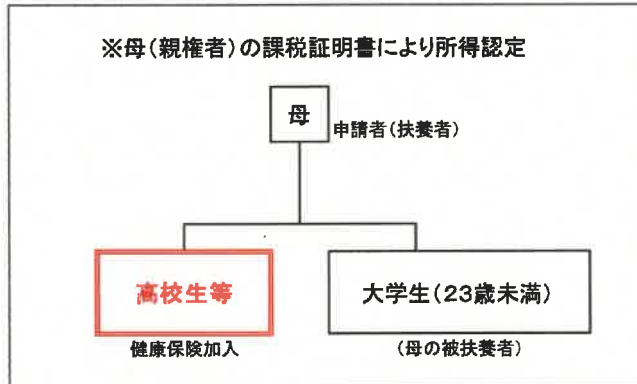 ※母(親権者)の課税証明書により所得認定
母
申請者(扶養者)
高校生等
大学生(23歳未満)
健康保険加入
(母の被扶養者)